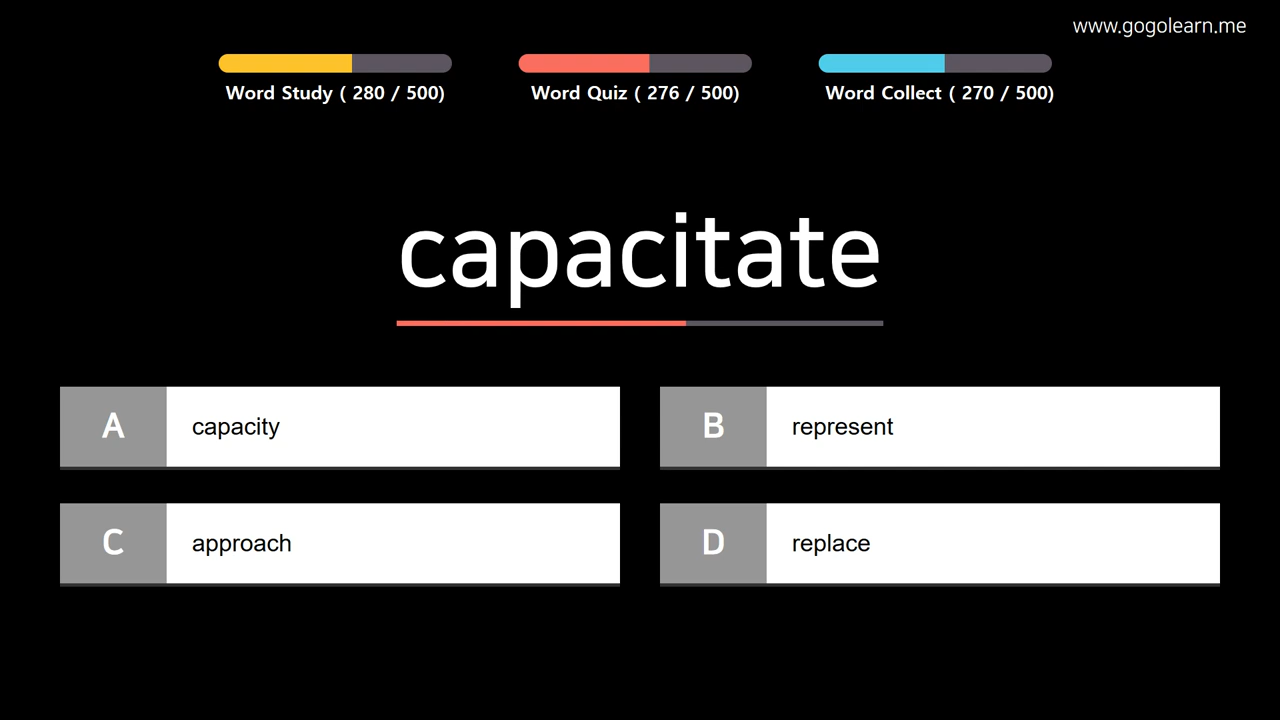 www.gogolearn.me
Word Study ( 280 / 500)
Word Quiz ( 276 / 500)
Word Collect ( 270 / 500)
capacitate
A capacity
B represent
C approach
D replace